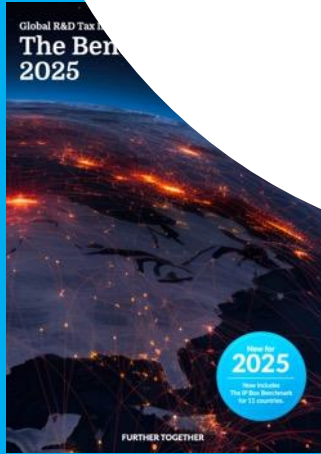 Global R&D Tax
The Ben
2025
New for
2025
Now includes
The IP Box Benchmark
for 11 countries.
FURTHER TOGETHER